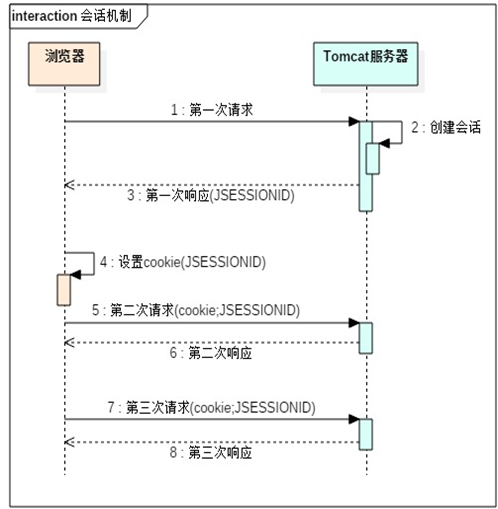 interaction 会话机制
浏览器
Tomcat服务器
1 : 第一次请求
2 : 创建会话
3 : 第一次响应(JSESSIONID)
4 : 设置cookie(JSESSIONID)
5 : 第二次请求(cookie;JSESSIONID)
6 : 第二次响应
7 : 第三次请求(cookie;JSESSIONID)
8 : 第三次响应